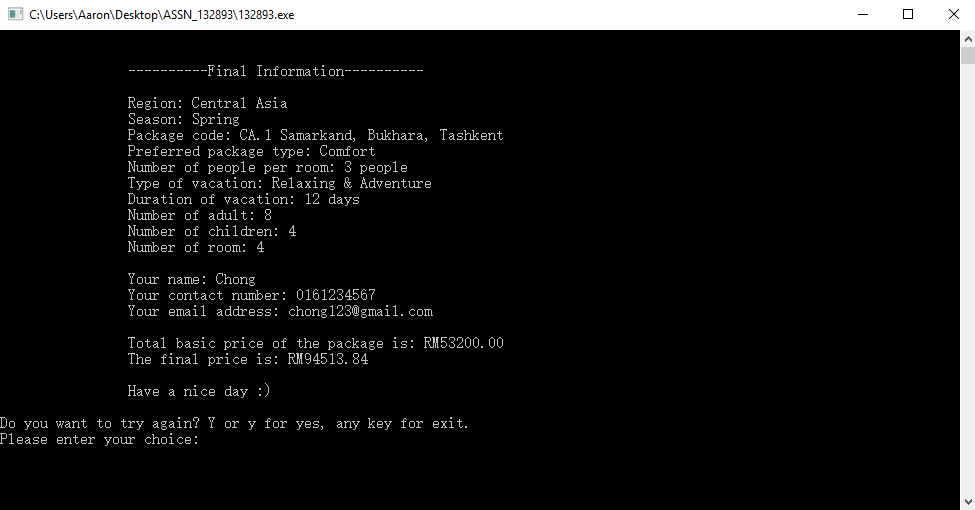 C:\Users\Aaron\Desktop\ASSN_132893\132893.exe
----------Final Information----------
Region: Central Asia
Season: Spring
Package code: CA.1 Samarkand, Bukhara, Tashkent
Preferred package type: Comfort
Number of people per room: 3 people
Type of vacation: Relaxing & Adventure
Duration of vacation: 12 days
Number of adult: 8
Number of children: 4
Number of room: 4
Your name: Chong
Your contact number: 0161234567
Your email address: chong123@gmail.com
Total basic price of the package is: RM53200.00
The final price is: RM94513.84
Have a nice day :)
Do you want to try again? Y or y for yes, any key for exit.
Please enter your choice: